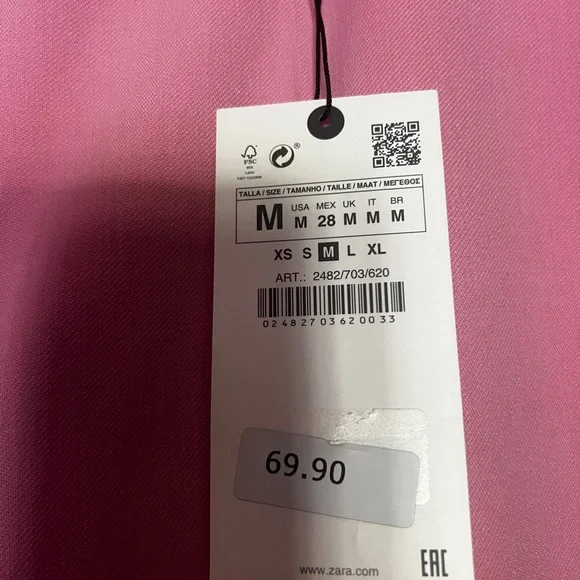 FSC
TALLA / SIZE / TAMANHO / TAILLE / MAAT / ΜΕΓΕΘΟΣ
M USA M MEX 28 UK M IT M BR M
XS S M L XL
ART.: 2482/703/620
02482703620033
69.90
www.zara.com
EAC